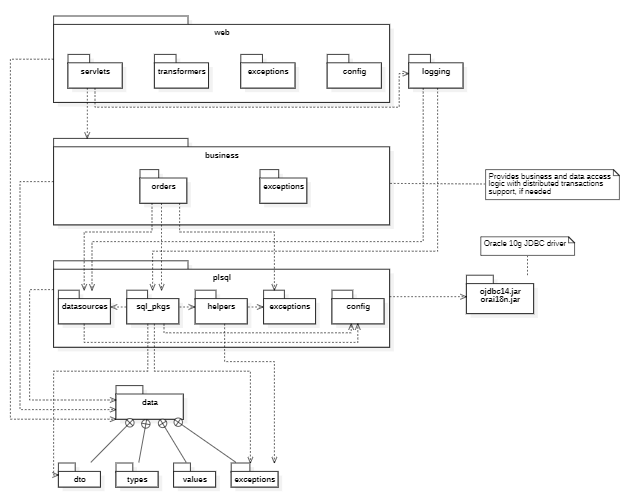 web
servlets
transformers
exceptions
config
logging
business
orders
exceptions
Provides business and data access
logic with distributed transactions
support, if needed
Oracle 10g JDBC driver
plsql
datasources
sql_pkgs
helpers
exceptions
config
ojdbc14.jar
orai18n.jar
data
dto
types
values
exceptions